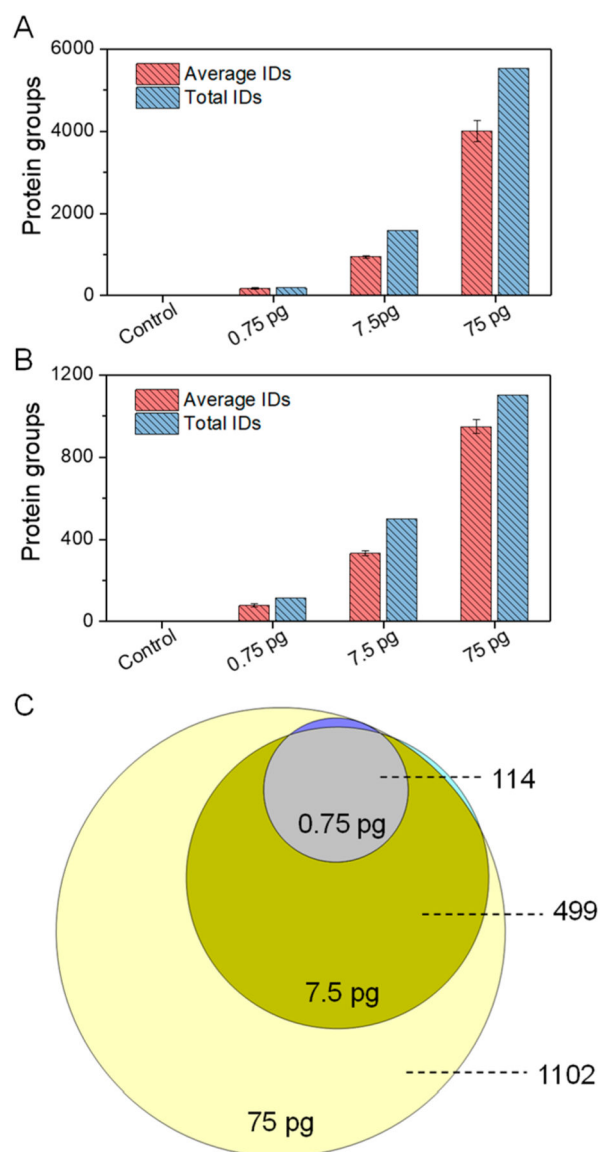 A
6000
4000
2000
0
Protein groups
Average IDs
Total IDs
Control
0.75 pg
7.5pg
75 pg
B
1200
800
400
0
Protein groups
Average IDs
Total IDs
Control
0.75 pg
7.5 pg
75 pg
C
114
0.75 pg
499
7.5 pg
1102
75 pg